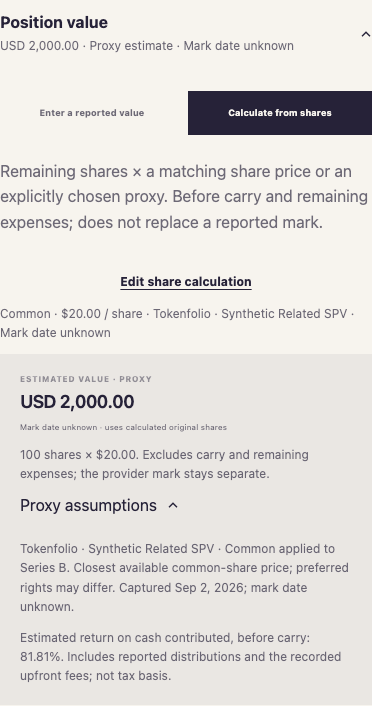 Position value
USD 2,000.00 · Proxy estimate · Mark date unknown
Enter a reported value
Calculate from shares
Remaining shares × a matching share price or an
explicitly chosen proxy. Before carry and remaining
expenses; does not replace a reported mark.
Edit share calculation
Common · $20.00 / share · Tokenfolio · Synthetic Related SPV ·
Mark date unknown
ESTIMATED VALUE · PROXY
USD 2,000.00
Mark date unknown · uses calculated original shares
100 shares × $20.00. Excludes carry and remaining
expenses; the provider mark stays separate.
Proxy assumptions
Tokenfolio · Synthetic Related SPV · Common applied to
Series B. Closest available common-share price; preferred
rights may differ. Captured Sep 2, 2026; mark date
unknown.
Estimated return on cash contributed, before carry:
81.81%. Includes reported distributions and the recorded
upfront fees; not tax basis.